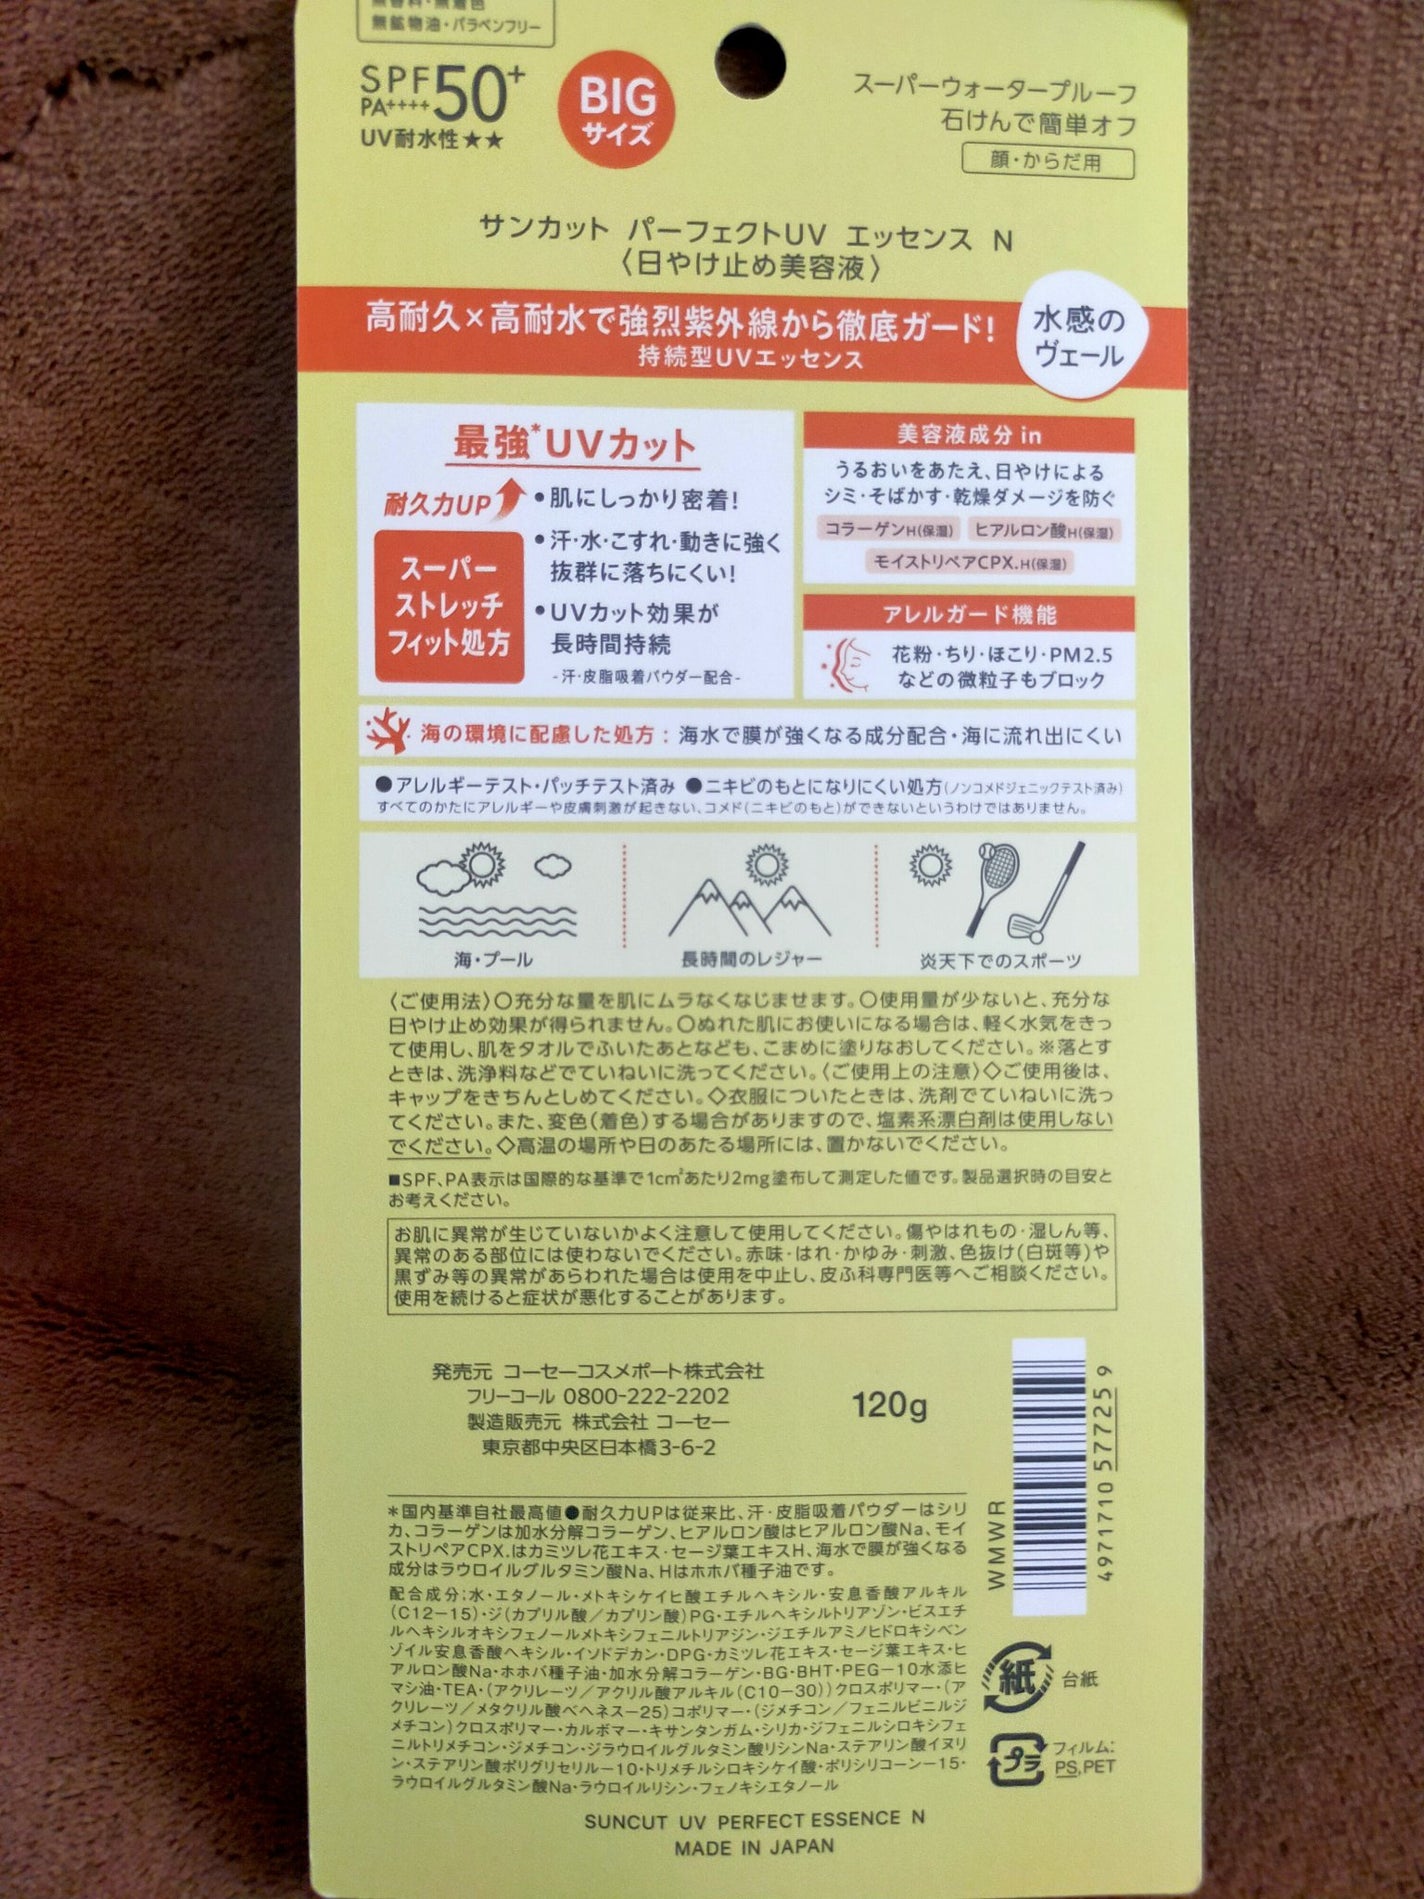 無香料・無着色
無鉱物油・パラベンフリー
SPF50+
PA++++
UV耐水性★★
BIG
サイズ
スーパーウォータープルーフ
石けんで簡単オフ
顔・からだ用
サンカット パーフェクトUV エッセンス N
〈日やけ止め美容液〉
高耐久×高耐水で強烈紫外線から徹底ガード!
持続型UVエッセンス
水感の
ヴェール
最強*UVカット
耐久力UP
スーパー
ストレッチ
フィット処方
•肌にしっかり密着!
•汗・水・こすれ・動きに強く
抜群に落ちにくい!
•UVカット効果が
長時間持続
-汗・皮脂吸着パウダー配合-
美容液成分 in
うるおいをあたえ、日やけによる
シミ・そばかす・乾燥ダメージを防ぐ
コラーゲンH(保湿) ヒアルロン酸H(保湿)
モイストリペアCPX.H(保湿)
アレルガード機能
花粉・ちり・ほこり・PM2.5
などの微粒子もブロック
海の環境に配慮した処方:海水で膜が強くなる成分配合・海に流れ出にくい
●アレルギーテスト・パッチテスト済み ●ニキビのもとになりにくい処方(ノンコメドジェニックテスト済み)
すべてのかたにアレルギーや皮膚刺激が起きない、コメド(ニキビのもと)ができないというわけではありません。
海・プール
長時間のレジャー
炎天下でのスポーツ
〈ご使用法〉〇充分な量を肌にムラなくなじませます。〇使用量が少ないと、充分な
日やけ止め効果が得られません。〇ぬれた肌にお使いになる場合は、軽く水気をきっ
て使用し、肌をタオルでふいたあとなども、こまめに塗りなおしてください。※落とす
ときは、洗浄料などでていねいに洗ってください。〈ご使用上の注意〉◇ご使用後は、
キャップをきちんとしめてください。◇衣服についたときは、洗剤でていねいに洗っ
てください。また、変色(着色)する場合がありますので、塩素系漂白剤は使用しない
でください。◇高温の場所や日のあたる場所には、置かないでください。
■SPF、PA表示は国際的な基準で1cm²あたり2mg塗布して測定した値です。製品選択時の目安と
お考えください。
お肌に異常が生じていないかよく注意して使用してください。傷やはれもの・湿しん等、
異常のある部位には使わないでください。赤味・はれ・かゆみ・刺激、色抜け(白斑等)や
黒ずみ等の異常があらわれた場合は使用を中止し、皮ふ科専門医等へご相談ください。
使用を続けると症状が悪化することがあります。
発売元 コーセーコスメポート株式会社
フリーコール 0800-222-2202
製造販売元 株式会社 コーセー
東京都中央区日本橋3-6-2
120g
4971710577259
WMWR
*国内基準自社最高値●耐久力UPは従来比、汗・皮脂吸着パウダーはシリ
カ、コラーゲンは加水分解コラーゲン、ヒアルロン酸はヒアルロン酸Na、モイ
ストリペアCPX.はカミツレ花エキス・セージ葉エキスH、海水で膜が強くなる
成分はラウロイルグルタミン酸Na、Hはホホバ種子油です。
配合成分:水・エタノール・メトキシケイヒ酸エチルヘキシル・安息香酸アルキル
(C12−15)・ジ(カプリル酸/カプリン酸)PG・エチルヘキシルトリアゾン・ビスエチ
ルヘキシルオキシフェノールメトキシフェニルトリアジン・ジエチルアミノヒドロキシベン
ゾイル安息香酸ヘキシル・イソドデカン・DPG・カミツレ花エキス・セージ葉エキス・ヒ
アルロン酸Na・ホホバ種子油・加水分解コラーゲン・BG・BHT・PEG−10水添ヒ
マシ油・TEA・(アクリレーツ/アクリル酸アルキル(C10−30))クロスポリマー・(ア
クリレーツ/メタクリル酸ベヘネス−25)コポリマー・(ジメチコン/フェニルビニルジ
メチコン)クロスポリマー・カルボマー・キサンタンガム・シリカ・ジフェニルシロキシフェ
ニルトリメチコン・ジメチコン・ジラウロイルグルタミン酸リシンNa・ステアリン酸イヌリ
ン・ステアリン酸ポリグリセリル−10・トリメチルシロキシケイ酸・ポリシリコーン−15・
ラウロイルグルタミン酸Na・ラウロイルリシン・フェノキシエタノール
紙
台紙
プラ
フィルム:
PS,PET
SUNCUT UV PERFECT ESSENCE N
MADE IN JAPAN